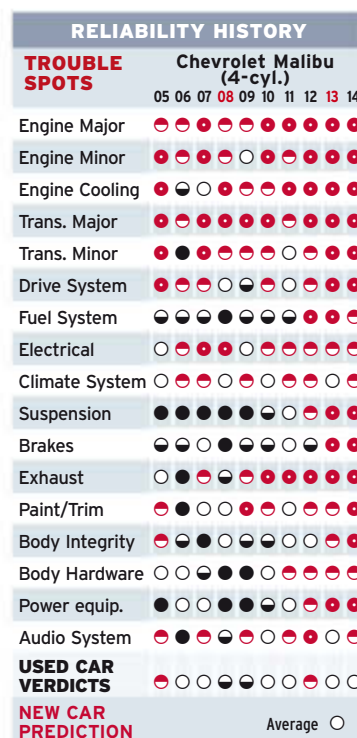 RELIABILITY HISTORY
TROUBLE SPOTS
Chevrolet Malibu (4-cyl.)
05 06 07 08 09 10 11 12 13 14
Engine Major
Engine Minor
Engine Cooling
Trans. Major
Trans. Minor
Drive System
Fuel System
Electrical
Climate System
Suspension
Brakes
Exhaust
Paint/Trim
Body Integrity
Body Hardware
Power equip.
Audio System
USED CAR
VERDICTS
NEW CAR
PREDICTION
Average